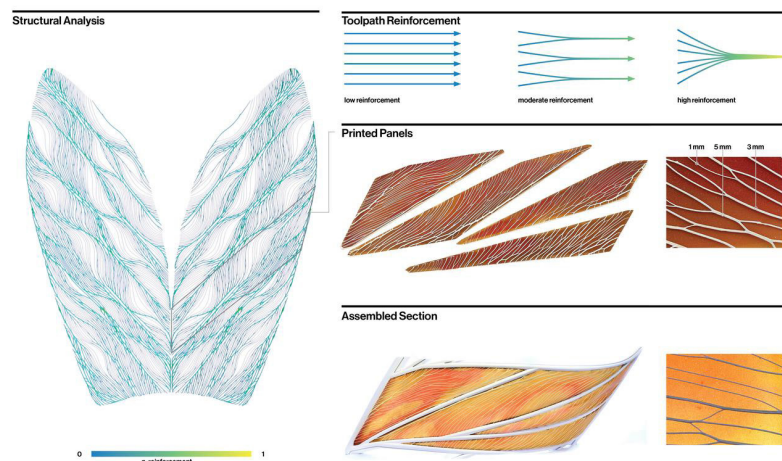 Structural Analysis
Toolpath Reinforcement
low reinforcement
moderate reinforcement
high reinforcement
Printed Panels
1 mm
5 mm
3 mm
Assembled Section
0
1